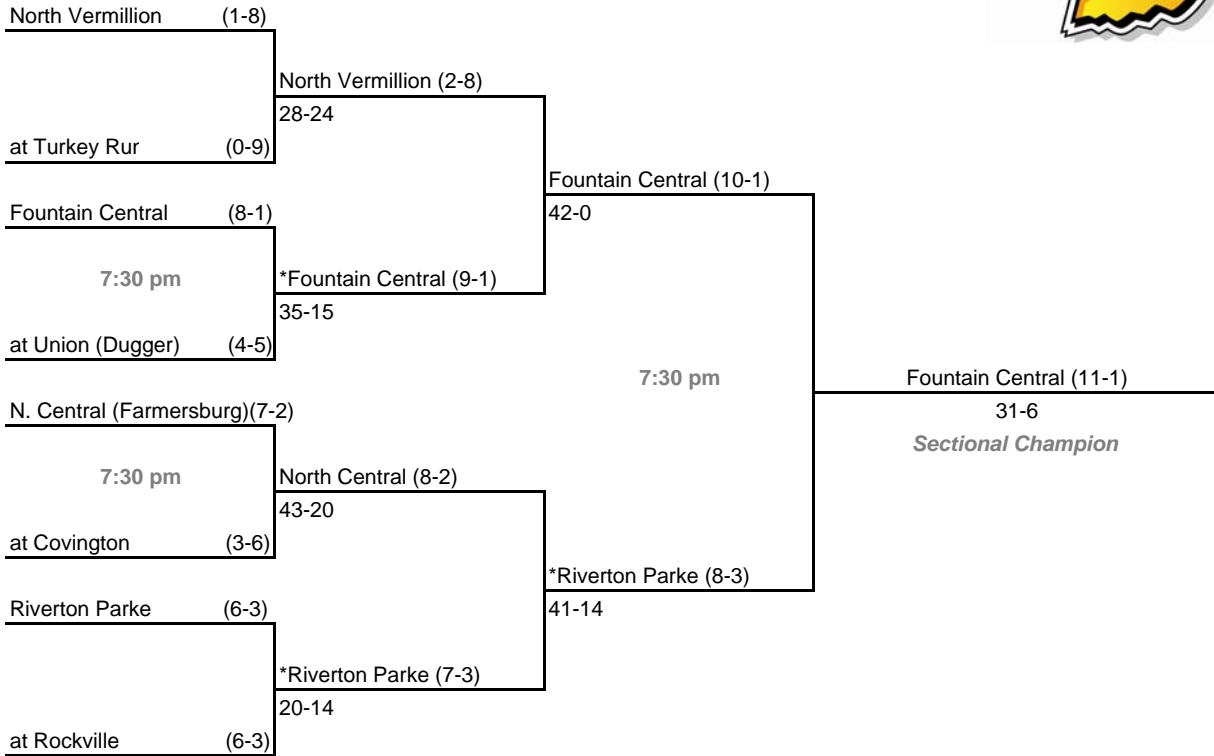 North Vermillion (1-8)
North Vermillion (2-8)
28-24
at Turkey Rur (0-9)
Fountain Central (10-1)
42-0
Fountain Central (8-1)
7:30 pm
*Fountain Central (9-1)
35-15
at Union (Dugger) (4-5)
7:30 pm
Fountain Central (11-1)
31-6
Sectional Champion
N. Central (Farmersburg)(7-2)
7:30 pm
North Central (8-2)
43-20
at Covington (3-6)
*Riverton Parke (8-3)
41-14
Riverton Parke (6-3)
*Riverton Parke (7-3)
20-14
at Rockville (6-3)